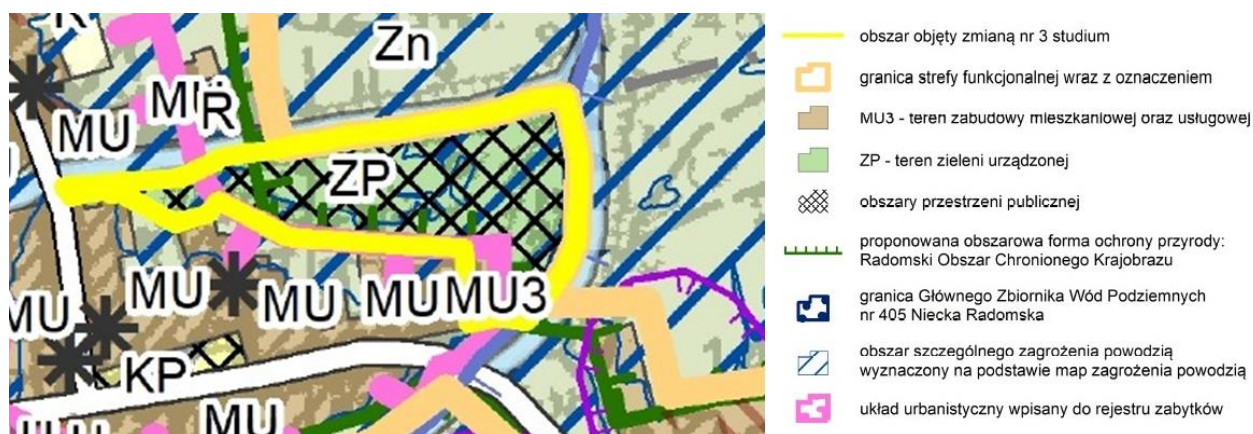 Zn
MU
R
MU
ZP
MU
MU
MU
MU3
MU
KP
MU
obszar objęty zmianą nr 3 studium
granica strefy funkcjonalnej wraz z oznaczeniem
MU3 - teren zabudowy mieszkaniowej oraz usługowej
ZP - teren zieleni urządzonej
obszary przestrzeni publicznej
proponowana obszarowa forma ochrony przyrody:
Radomski Obszar Chronionego Krajobrazu
granica Głównego Zbiornika Wód Podziemnych
nr 405 Niecka Radomska
obszar szczególnego zagrożenia powodzią
wyznaczony na podstawie map zagrożenia powodzią
układ urbanistyczny wpisany do rejestru zabytków